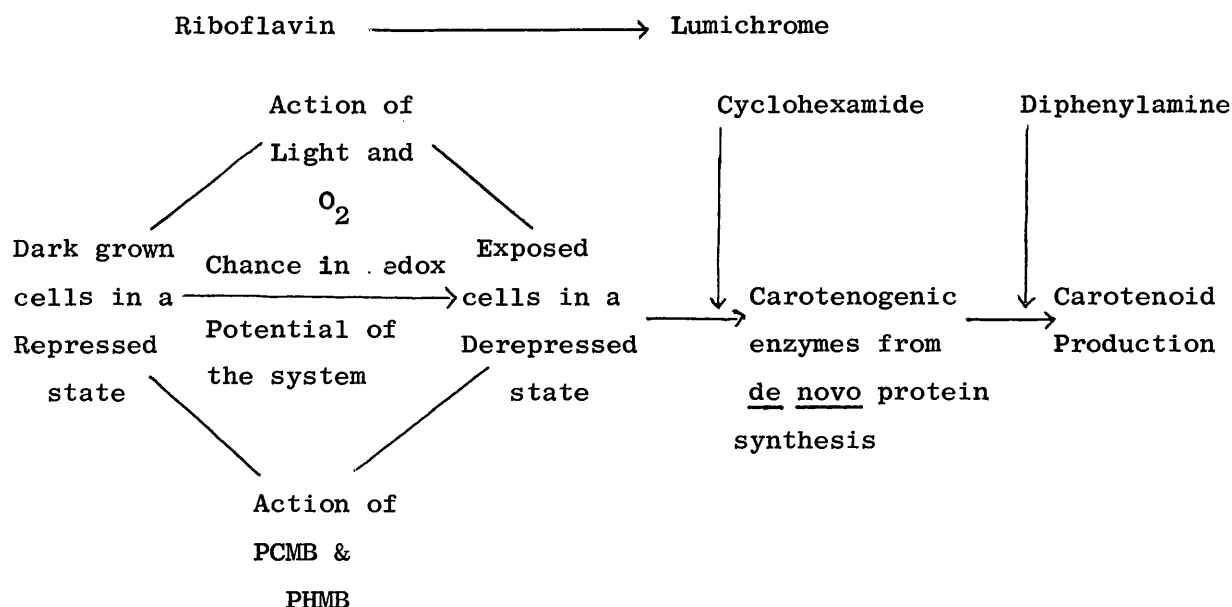 Riboflavin
Lumichrome
Action of
Light and
O2
Cyclohexamide
Diphenylamine
Dark grown
cells in a
Repressed
state
Chance in .edox
Potential of
the system
Exposed
cells in a
Derepressed
state
Carotenogenic
enzymes from
de novo protein
synthesis
Carotenoid
Production
Action of
PCMB &
PHMB